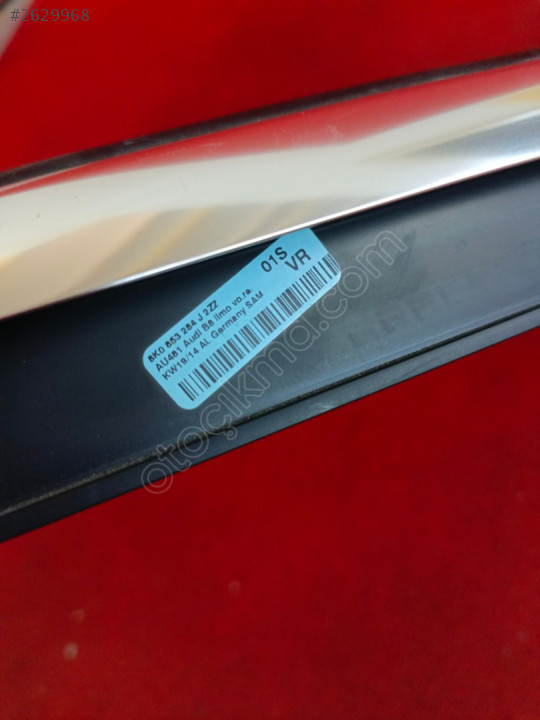 #2629968
8K0 853 284 J 2ZZ
01S
AU481 Audi B8 limo vo.re.
VR
KW19/14 AL Germany SAM
otoçıkma.com